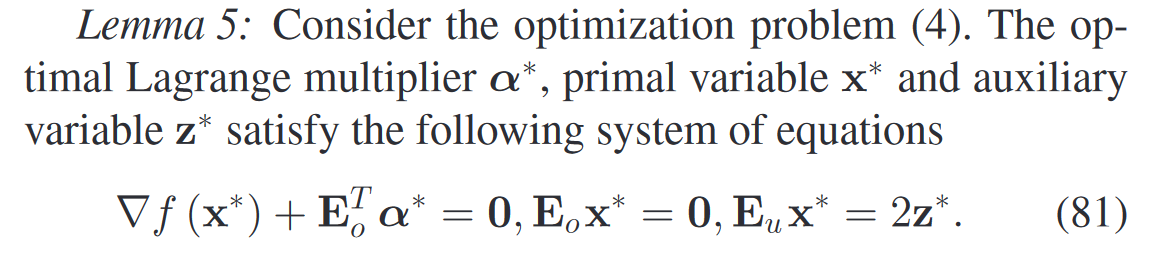 Lemma 5: Consider the optimization problem (4). The op-
timal Lagrange multiplier α*, primal variable x* and auxiliary
variable z* satisfy the following system of equations
∇f (x*) + E_o^T α* = 0, E_o x* = 0, E_u x* = 2z*. (81)